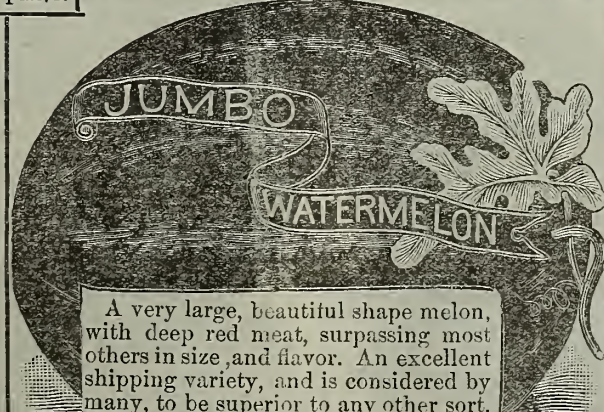 JUMBO
WATERMELON
A very large, beautiful shape melon,
with deep red meat, surpassing most
others in size ,and flavor. An excellent
shipping variety, and is considered by
many, to be superior to any other sort.